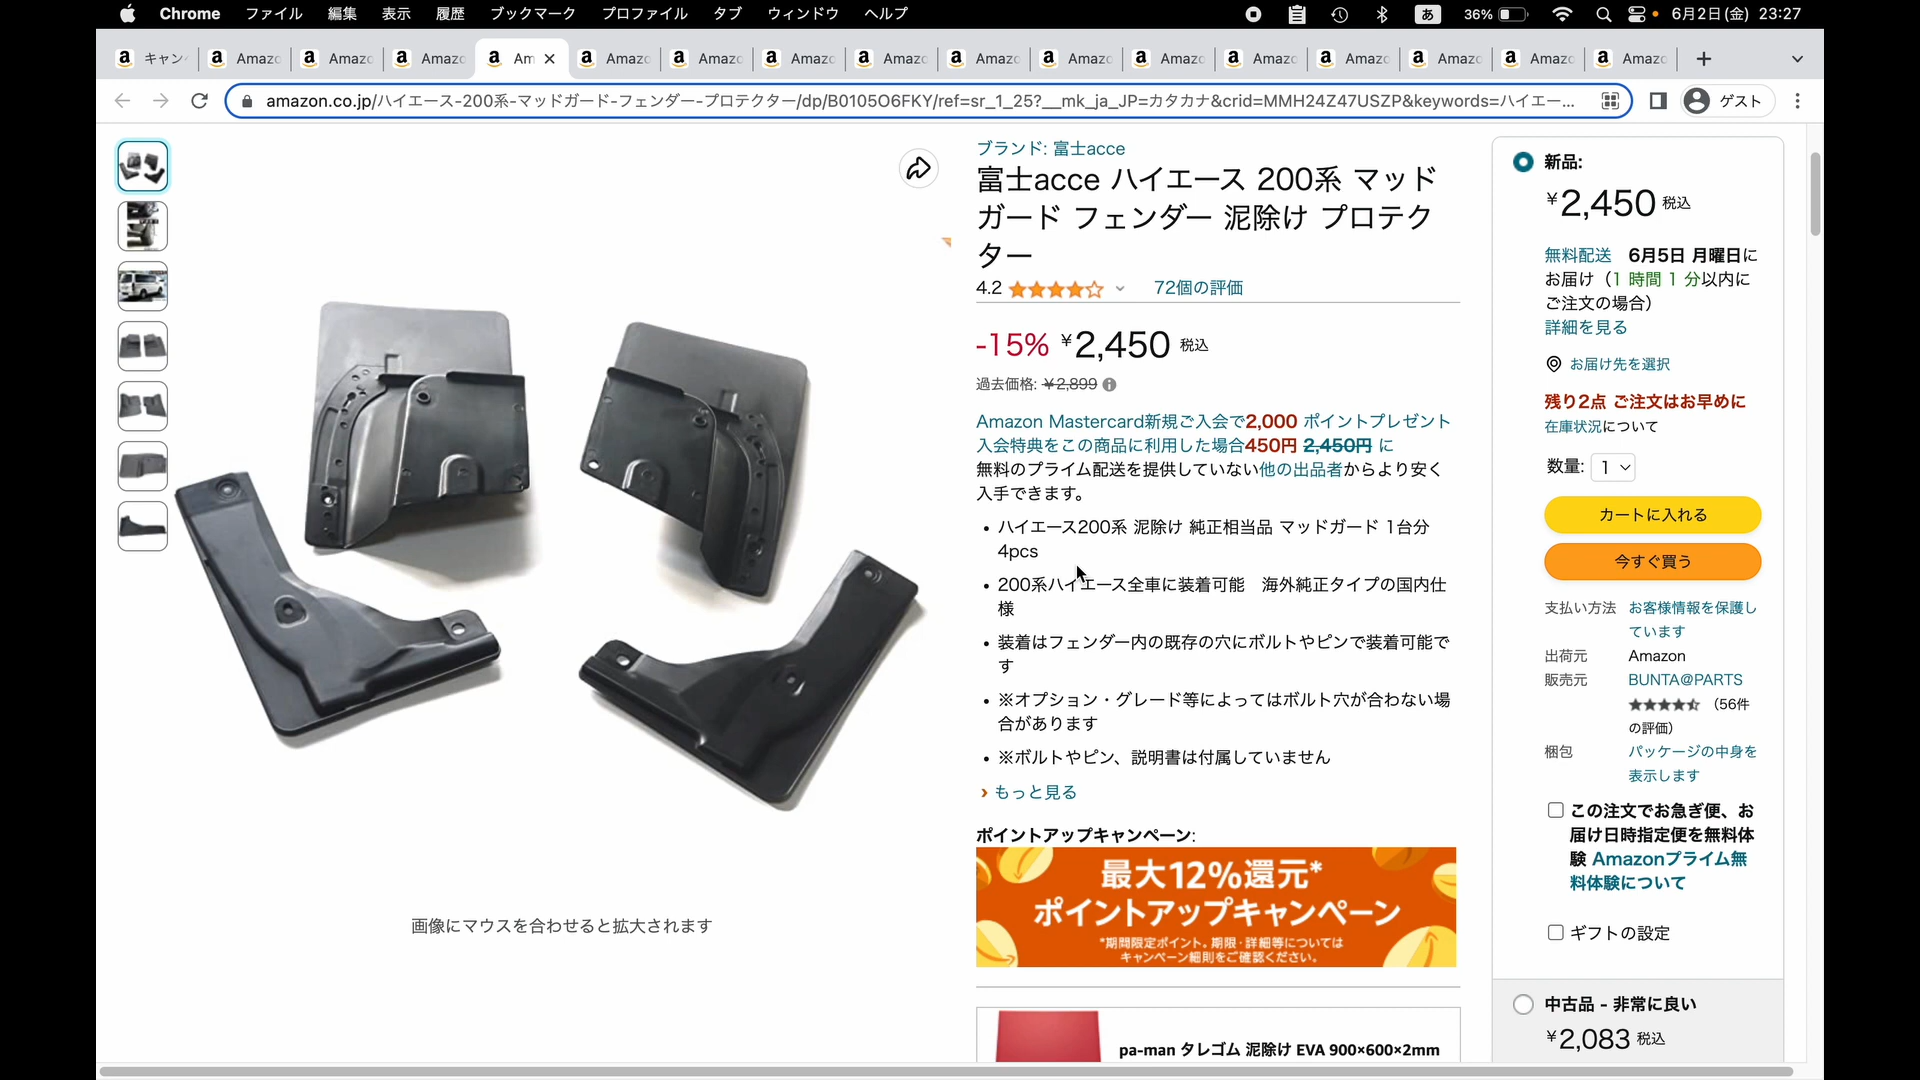 Chrome ファイル 編集 表示 履歴 ブックマーク プロファイル タブ ウィンドウ ヘルプ あ 36% 6月2日(金) 23:27
a キャン a Amazo a Amazo a Amazo a Am a Amazo a Amazo a Amazo a Amazo a Amazo a Amazo a Amazo a Amazo a Amazo a Amazo a Amazo a Amazo
amazon.co.jp/ハイエース-200系-マッドガード-フェンダー-プロテクター/dp/B0105O6FKY/ref=sr_1_25?__mk_ja_JP=カタカナ&crid=MMH24Z47USZP&keywords=ハイエー... ゲスト
画像にマウスを合わせると拡大されます
ブランド: 富士acce
富士acce ハイエース 200系 マッド
ガード フェンダー 泥除け プロテク
ター
4.2 72個の評価
-15% ¥2,450 税込
過去価格: ¥2,899
Amazon Mastercard新規ご入会で2,000 ポイントプレゼント
入会特典をこの商品に利用した場合450円 2,450円 に
無料のプライム配送を提供していない他の出品者からより安く
入手できます。
• ハイエース200系 泥除け 純正相当品 マッドガード 1台分
4pcs
• 200系ハイエース全車に装着可能 海外純正タイプの国内仕
様
• 装着はフェンダー内の既存の穴にボルトやピンで装着可能で
す
• ※オプション・グレード等によってはボルト穴が合わない場
合があります
• ※ボルトやピン、説明書は付属していません
› もっと見る
ポイントアップキャンペーン:
最大12%還元*
ポイントアップキャンペーン
*期間限定ポイント。期限・詳細等については
キャンペーン細則をご確認ください。
pa-man タレゴム 泥除け EVA 900×600×2mm
新品:
¥2,450 税込
無料配送 6月5日 月曜日に
お届け（1 時間 1 分以内に
ご注文の場合）
詳細を見る
お届け先を選択
残り2点 ご注文はお早めに
在庫状況について
数量: 1
カートに入れる
今すぐ買う
支払い方法 お客様情報を保護し
ています
出荷元 Amazon
販売元 BUNTA@PARTS
（56件
の評価）
梱包 パッケージの中身を
表示します
この注文でお急ぎ便、お
届け日時指定便を無料体
験 Amazonプライム無
料体験について
ギフトの設定
中古品 - 非常に良い
¥2,083 税込